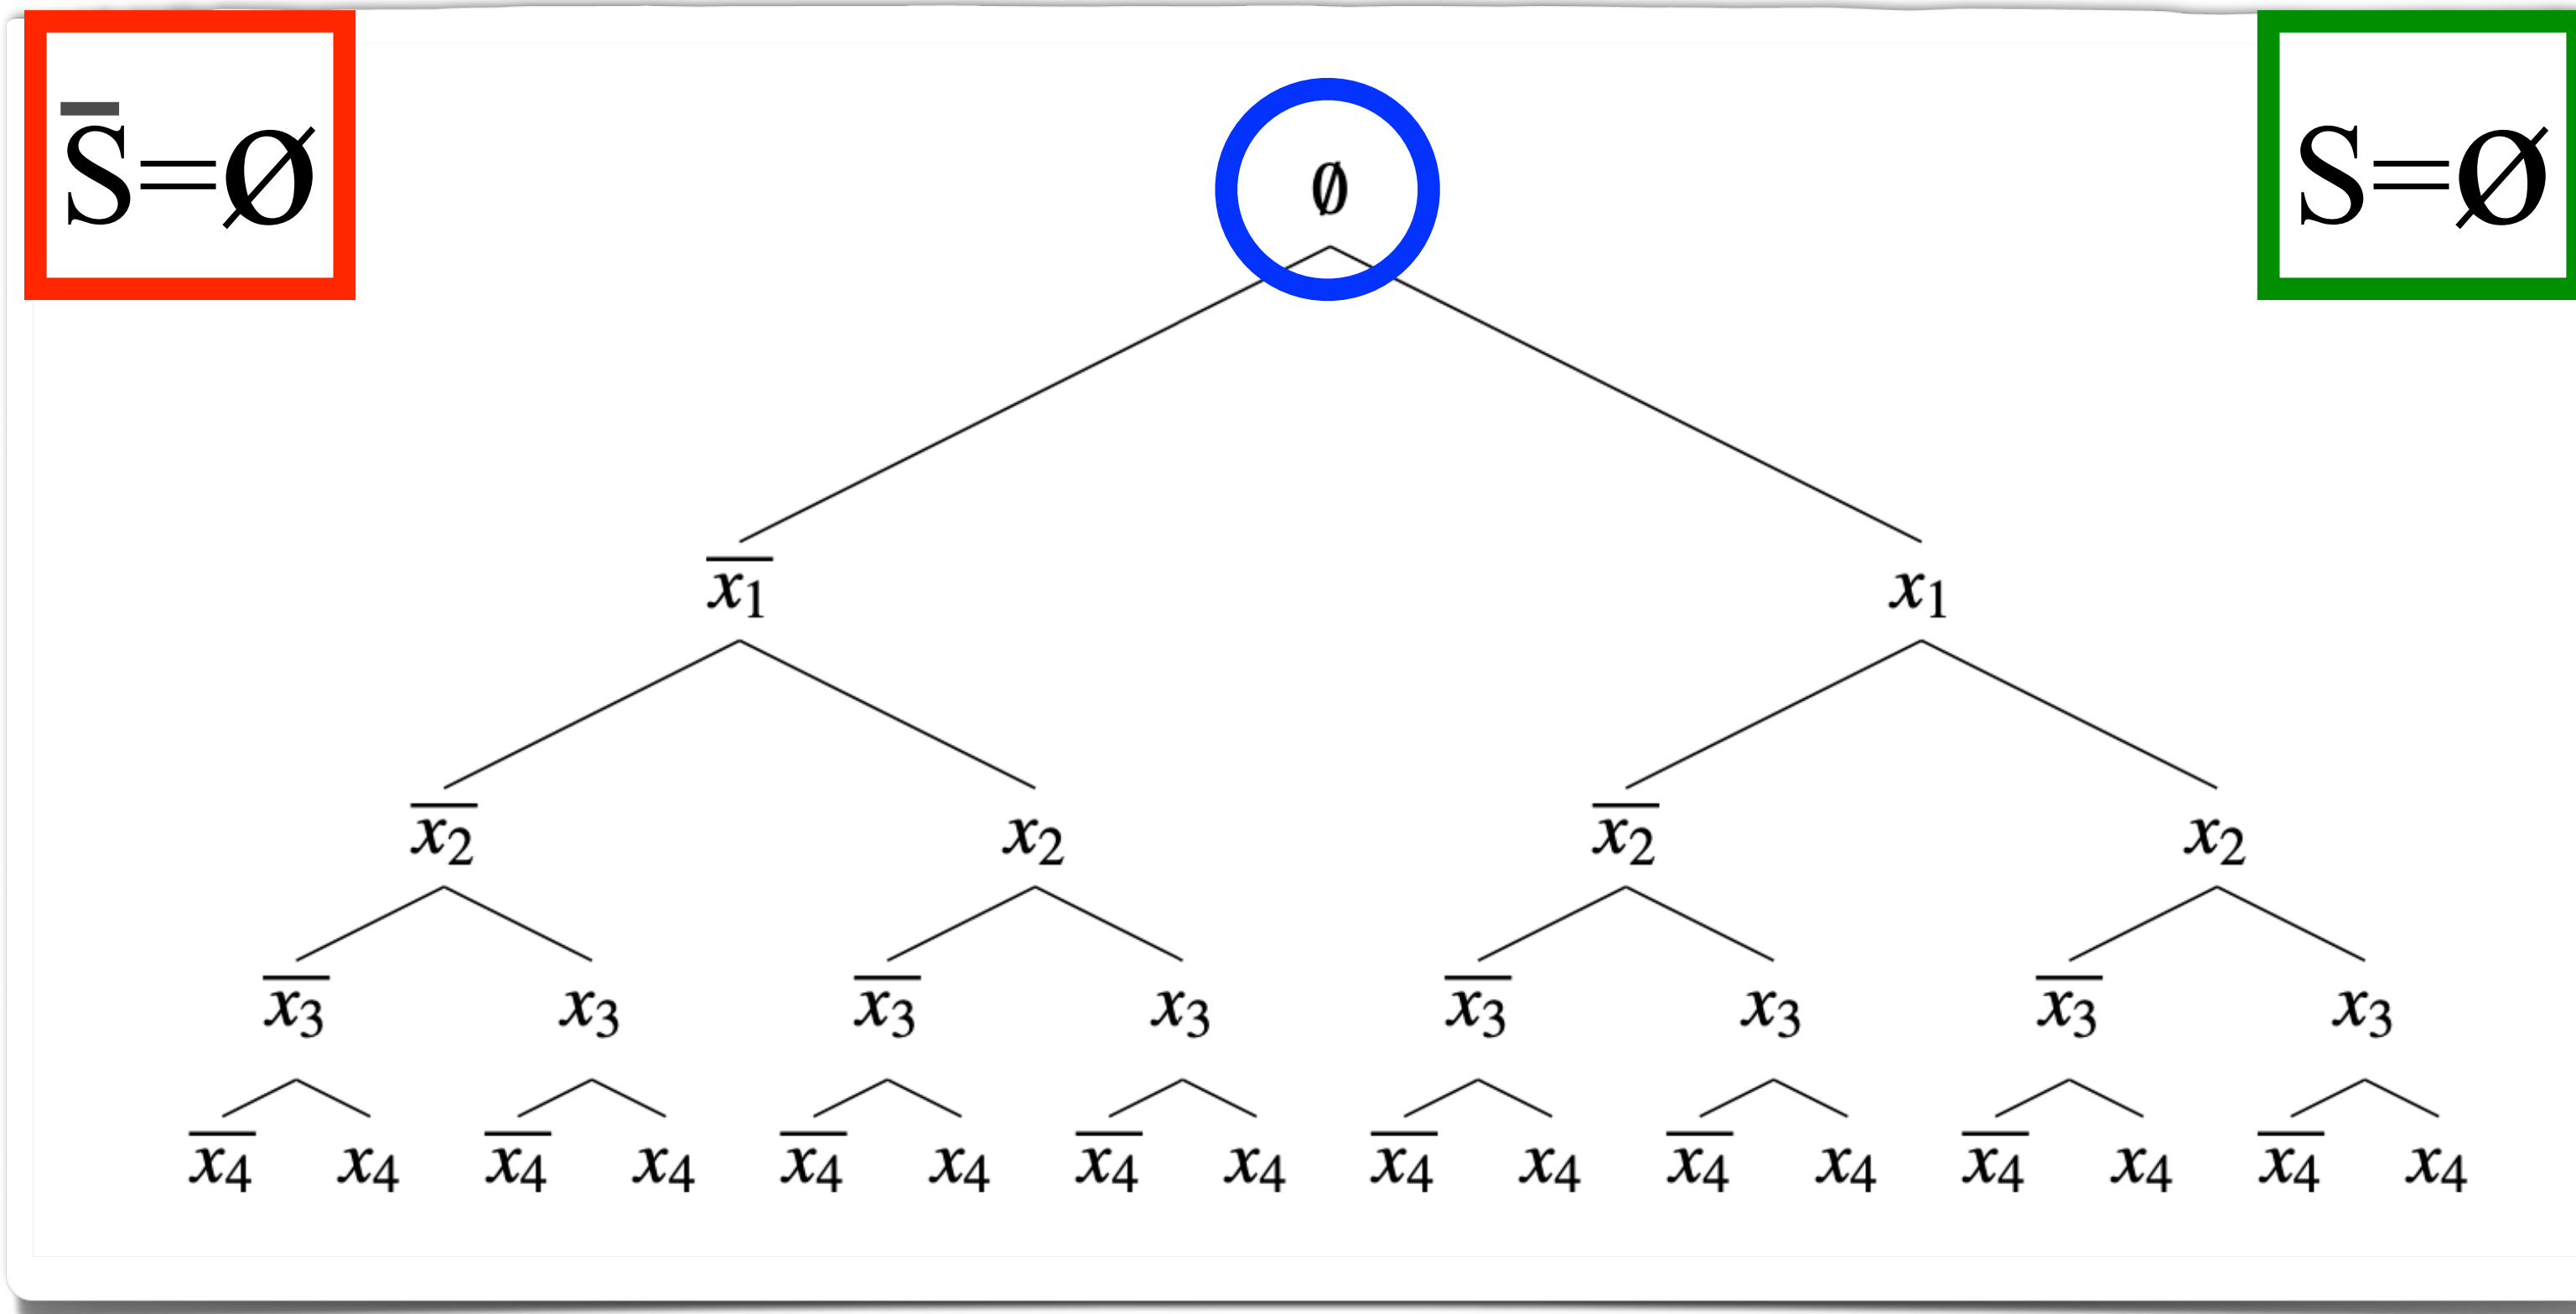 S̅=Ø ∅ S=Ø
x̅₁ x₁
x̅₂ x₂ x̅₂ x₂
x̅₃ x₃ x̅₃ x₃ x̅₃ x₃ x̅₃ x₃
x̅₄ x₄ x̅₄ x₄ x̅₄ x₄ x̅₄ x₄ x̅₄ x₄ x̅₄ x₄ x̅₄ x₄ x̅₄ x₄